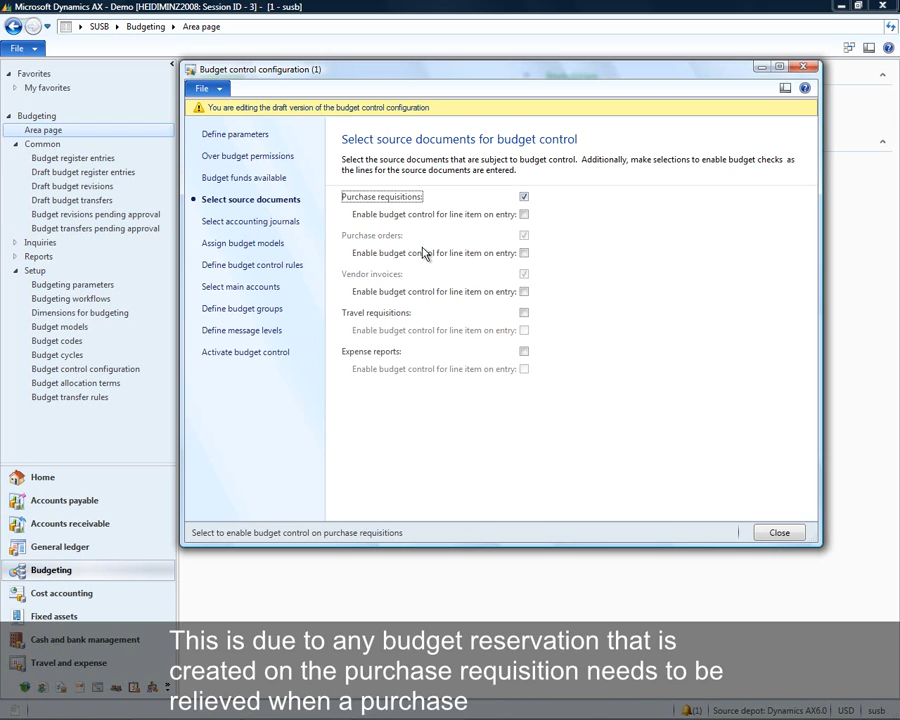 Microsoft Dynamics AX - Demo [HEIDIMINZ2008: Session ID - 3] - [1 - susb]
SUSB
Budgeting
Area page
File
Favorites
My favorites
Budgeting
Area page
Common
Budget register entries
Draft budget register entries
Draft budget revisions
Draft budget transfers
Budget revisions pending approval
Budget transfers pending approval
Inquiries
Reports
Setup
Budgeting parameters
Budgeting workflows
Dimensions for budgeting
Budget models
Budget codes
Budget cycles
Budget control configuration
Budget allocation terms
Budget transfer rules
Home
Accounts payable
Accounts receivable
General ledger
Budgeting
Cost accounting
Fixed assets
Cash and bank management
Travel and expense
Budget control configuration (1)
File
You are editing the draft version of the budget control configuration
Define parameters
Over budget permissions
Budget funds available
Select source documents
Select accounting journals
Assign budget models
Define budget control rules
Select main accounts
Define budget groups
Define message levels
Activate budget control
Select source documents for budget control
Select the source documents that are subject to budget control. Additionally, make selections to enable budget checks as
the lines for the source documents are entered.
Purchase requisitions:
Enable budget control for line item on entry:
Purchase orders:
Enable budget control for line item on entry:
Vendor invoices:
Enable budget control for line item on entry:
Travel requisitions:
Enable budget control for line item on entry:
Expense reports:
Enable budget control for line item on entry:
Select to enable budget control on purchase requisitions
Close
This is due to any budget reservation that is
created on the purchase requisition needs to be
relieved when a purchase
(1)
Source depot: Dynamics AX6.0
USD
susb